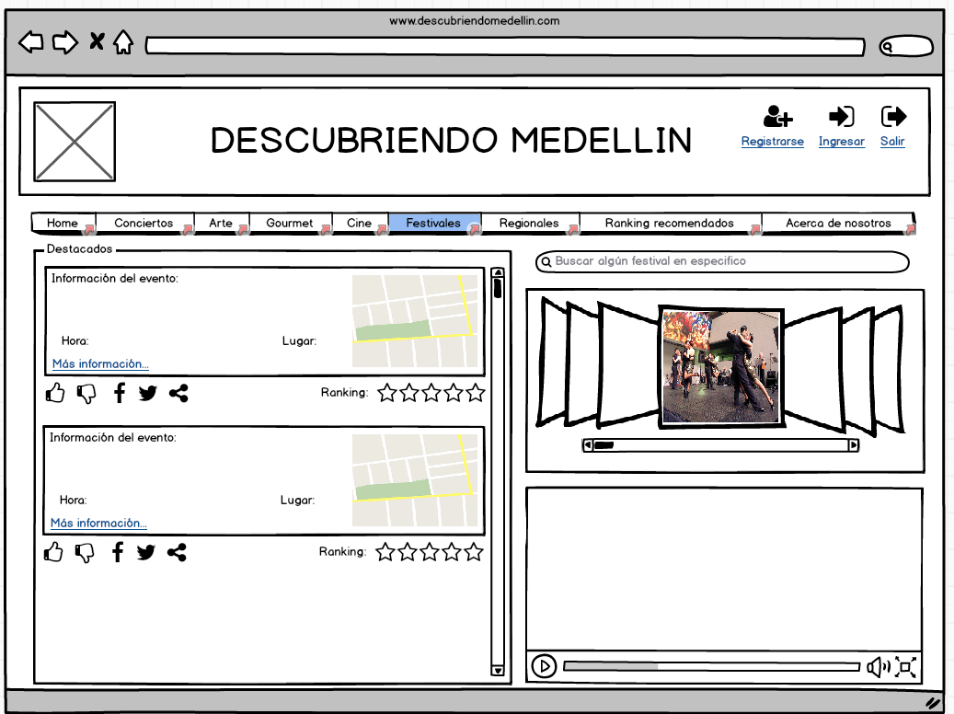 www.descubriendomedellin.com
DESCUBRIENDO MEDELLIN
Registrarse Ingresar Salir
Home Conciertos Arte Gourmet Cine Festivales Regionales Ranking recomendados Acerca de nosotros
Destacados
Buscar algún festival en especifico
Información del evento:
Hora: Lugar:
Más información...
Ranking:
Información del evento:
Hora: Lugar:
Más información...
Ranking: